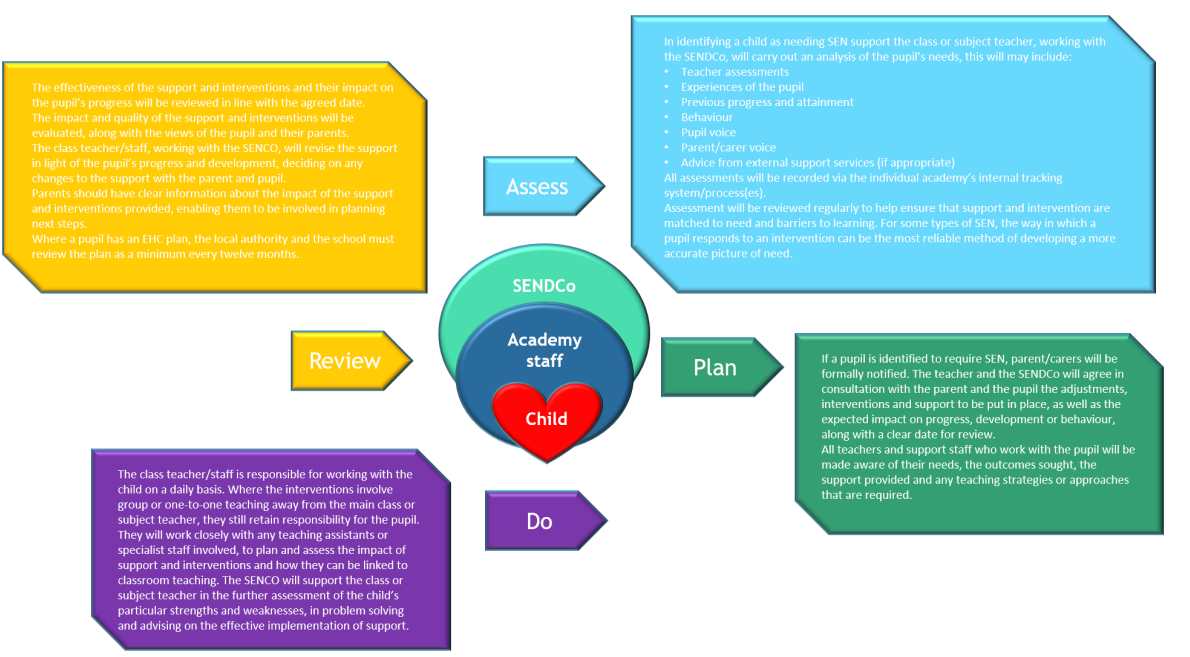 In identifying a child as needing SEN support the class or subject teacher, working with
the SENDCo, will carry out an analysis of the pupil's needs, this will may include:
• Teacher assessments
• Experiences of the pupil
• Previous progress and attainment
• Behaviour
• Pupil voice
• Parent/carer voice
• Advice from external support services (if appropriate)
All assessments will be recorded via the individual academy's internal tracking
system/process(es).
Assessment will be reviewed regularly to help ensure that support and intervention are
matched to need and barriers to learning. For some types of SEN, the way in which a
pupil responds to an intervention can be the most reliable method of developing a more
accurate picture of need.
The effectiveness of the support and interventions and their impact on
the pupil's progress will be reviewed in line with the agreed date.
The impact and quality of the support and interventions will be
evaluated, along with the views of the pupil and their parents.
The class teacher/staff, working with the SENCO, will revise the support
in light of the pupil's progress and development, deciding on any
changes to the support with the parent and pupil.
Parents should have clear information about the impact of the support
and interventions provided, enabling them to be involved in planning
next steps.
Where a pupil has an EHC plan, the local authority and the school must
review the plan as a minimum every twelve months.
Assess
SENDCo
Academy
staff
Child
Review
Plan
If a pupil is identified to require SEN, parent/carers will be
formally notified. The teacher and the SENDCo will agree in
consultation with the parent and the pupil the adjustments,
interventions and support to be put in place, as well as the
expected impact on progress, development or behaviour,
along with a clear date for review.
All teachers and support staff who work with the pupil will be
made aware of their needs, the outcomes sought, the
support provided and any teaching strategies or approaches
that are required.
The class teacher/staff is responsible for working with the
child on a daily basis. Where the interventions involve
group or one-to-one teaching away from the main class or
subject teacher, they still retain responsibility for the pupil.
They will work closely with any teaching assistants or
specialist staff involved, to plan and assess the impact of
support and interventions and how they can be linked to
classroom teaching. The SENCO will support the class or
subject teacher in the further assessment of the child's
particular strengths and weaknesses, in problem solving
and advising on the effective implementation of support.
Do